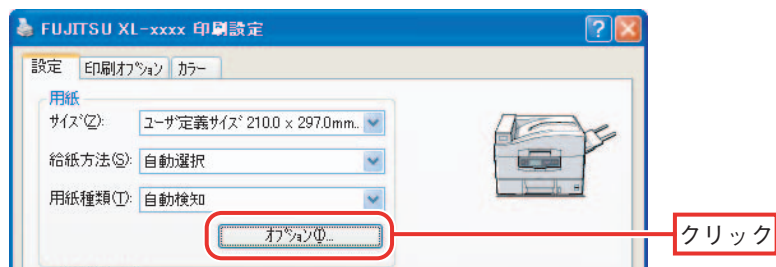 FUJITSU XL-xxxx 印刷設定
設定 印刷オプション カラー
用紙
サイズ(Z): ユーザ定義サイズ 210.0 x 297.0mm..
給紙方法(S): 自動選択
用紙種類(T): 自動検知
オプション(I)...
クリック